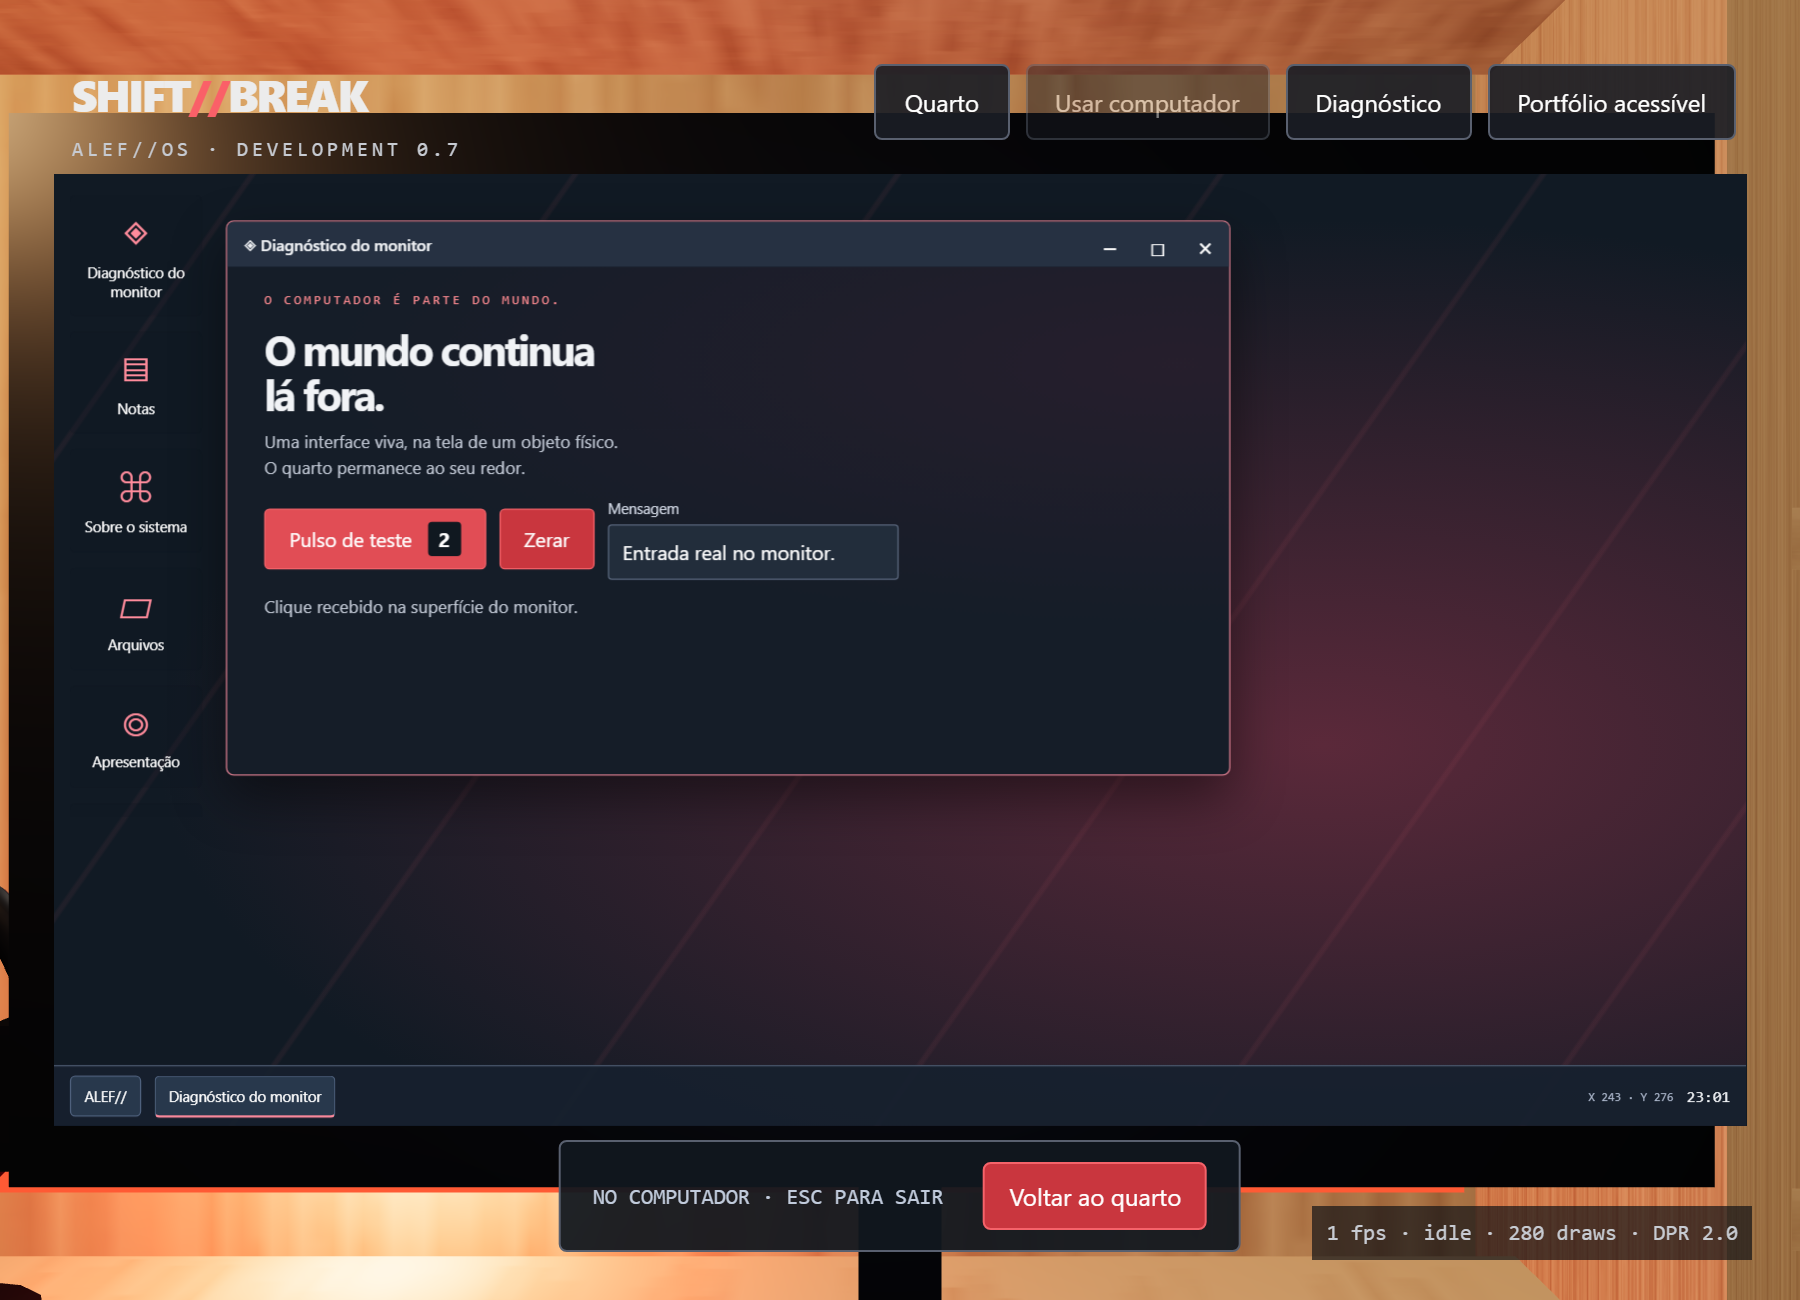 SHIFT//BREAK
Quarto
Usar computador
Diagnóstico
Portfólio acessível
ALEF//OS · DEVELOPMENT 0.7
Diagnóstico do
monitor
Notas
Sobre o sistema
Arquivos
Apresentação
Diagnóstico do monitor
O COMPUTADOR É PARTE DO MUNDO.
O mundo continua
lá fora.
Uma interface viva, na tela de um objeto físico.
O quarto permanece ao seu redor.
Pulso de teste 2
Zerar
Mensagem
Entrada real no monitor.
Clique recebido na superfície do monitor.
ALEF//
Diagnóstico do monitor
X 243 · Y 276
23:01
NO COMPUTADOR · ESC PARA SAIR
Voltar ao quarto
1 fps · idle · 280 draws · DPR 2.0